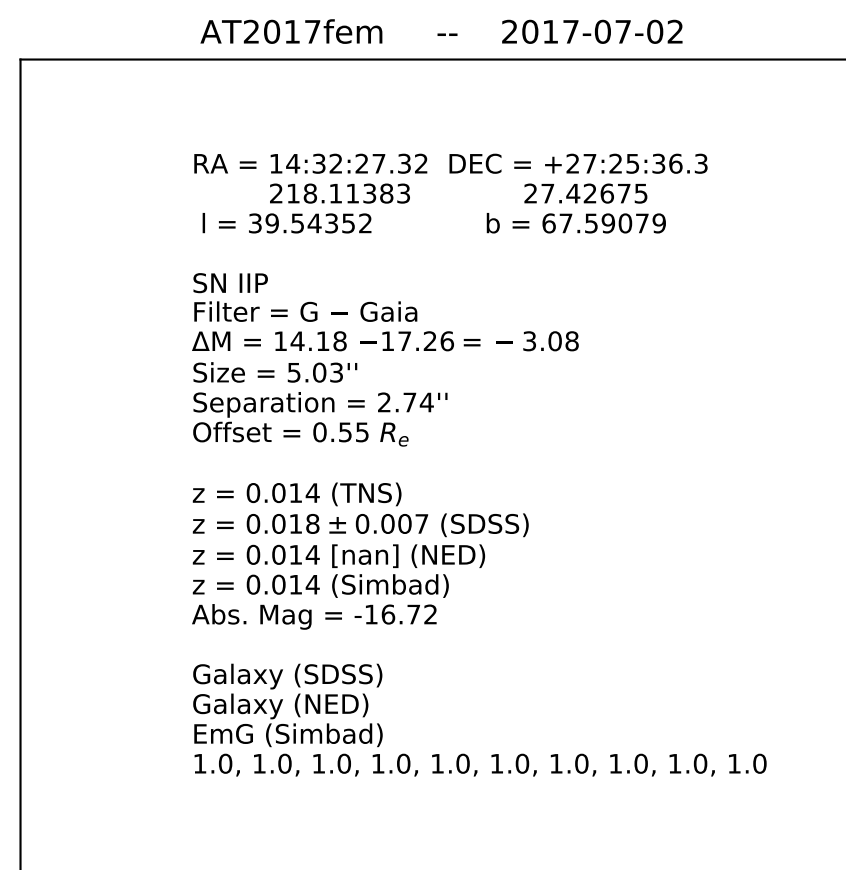 AT2017fem -- 2017-07-02
RA = 14:32:27.32 DEC = +27:25:36.3
218.11383 27.42675
l = 39.54352 b = 67.59079
SN IIP
Filter = G − Gaia
ΔM = 14.18 −17.26 = − 3.08
Size = 5.03''
Separation = 2.74''
Offset = 0.55 Rₑ
z = 0.014 (TNS)
z = 0.018 ± 0.007 (SDSS)
z = 0.014 [nan] (NED)
z = 0.014 (Simbad)
Abs. Mag = -16.72
Galaxy (SDSS)
Galaxy (NED)
EmG (Simbad)
1.0, 1.0, 1.0, 1.0, 1.0, 1.0, 1.0, 1.0, 1.0, 1.0